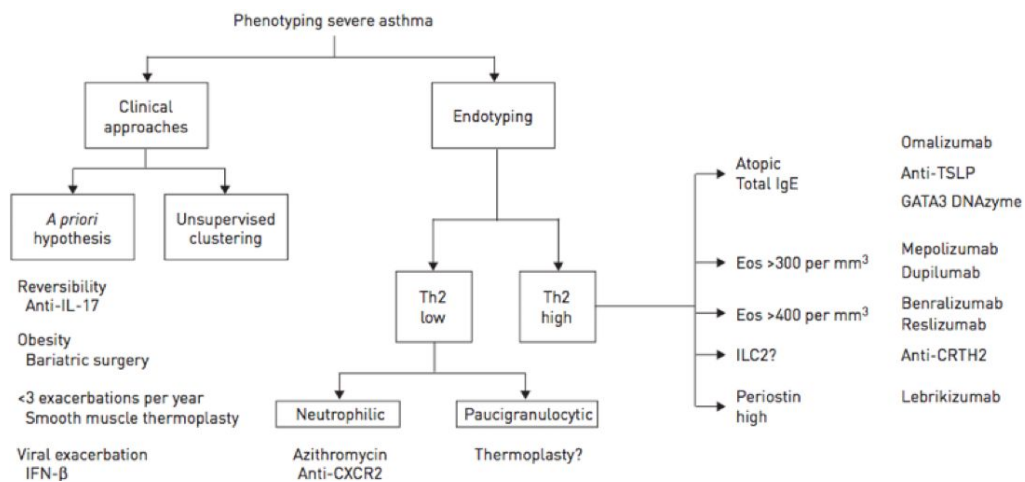 Phenotyping severe asthma
Clinical
approaches
Endotyping
A priori
hypothesis
Unsupervised
clustering
Reversibility
Anti-IL-17
Obesity
Bariatric surgery
<3 exacerbations per year
Smooth muscle thermoplasty
Viral exacerbation
IFN-β
Th2
low
Th2
high
Neutrophilic
Azithromycin
Anti-CXCR2
Paucigranulocytic
Thermoplasty?
Atopic
Total IgE
Omalizumab
Anti-TSLP
GATA3 DNAzyme
Eos >300 per mm³
Mepolizumab
Dupilumab
Eos >400 per mm³
Benralizumab
Reslizumab
ILC2?
Anti-CRTH2
Periostin
high
Lebrikizumab